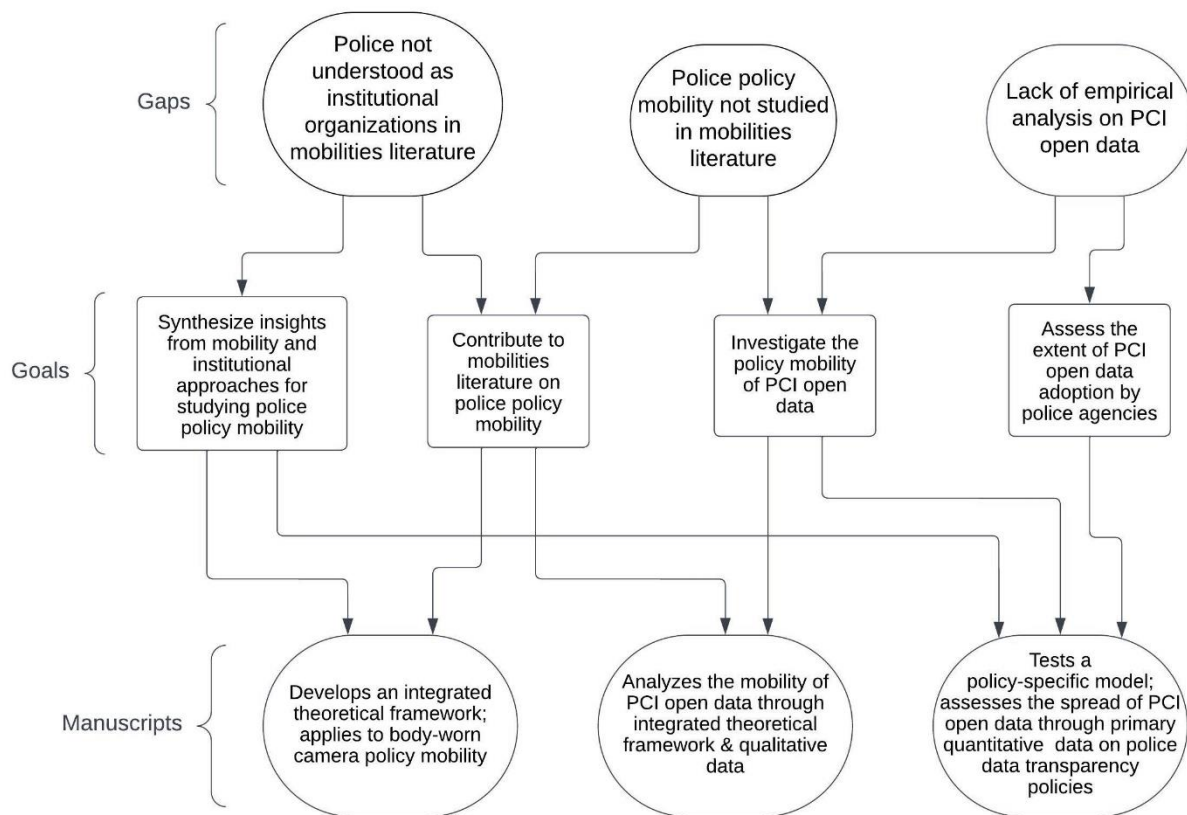 Gaps
Police not
understood as
institutional
organizations in
mobilities literature
Police policy
mobility not studied
in mobilities
literature
Lack of empirical
analysis on PCI
open data
Goals
Synthesize insights
from mobility and
institutional
approaches for
studying police
policy mobility
Contribute to
mobilities
literature on
police policy
mobility
Investigate the
policy mobility
of PCI open
data
Assess the
extent of PCI
open data
adoption by
police agencies
Manuscripts
Develops an integrated
theoretical framework;
applies to body-worn
camera policy mobility
Analyzes the mobility of
PCI open data through
integrated theoretical
framework & qualitative
data
Tests a
policy-specific model;
assesses the spread of PCI
open data through primary
quantitative data on police
data transparency
policies